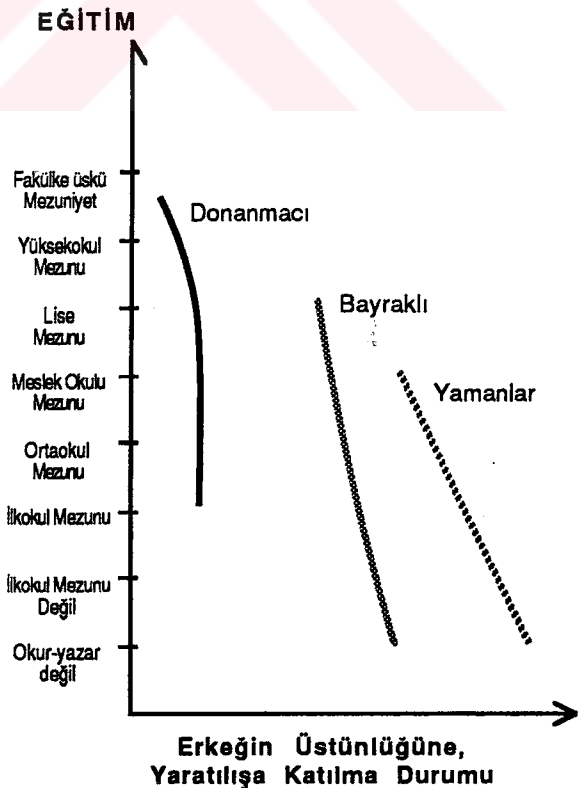 EĞİTİM
Fakülke üskü
Mezuniyet
Donanmacı
Yüksekokul
Mezunu
Lise
Mezunu
Bayraklı
Meslek Okulu
Mezunu
Yamanlar
Ortaokul
Mezunu
İlkokul Mezunu
İlkokul Mezunu
Değil
Okur-yazar
değil
Erkeğin Üstünlüğüne,
Yaratılışa Katılma Durumu